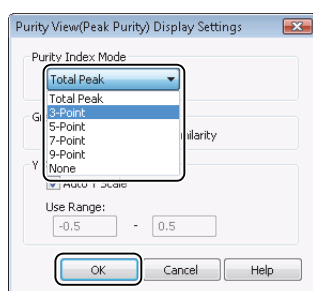 Purity View(Peak Purity) Display Settings
Purity Index Mode
Total Peak
Total Peak
3-Point
5-Point
7-Point
9-Point
None
Auto Y Scale
Use Range:
-0.5 - 0.5
OK Cancel Help